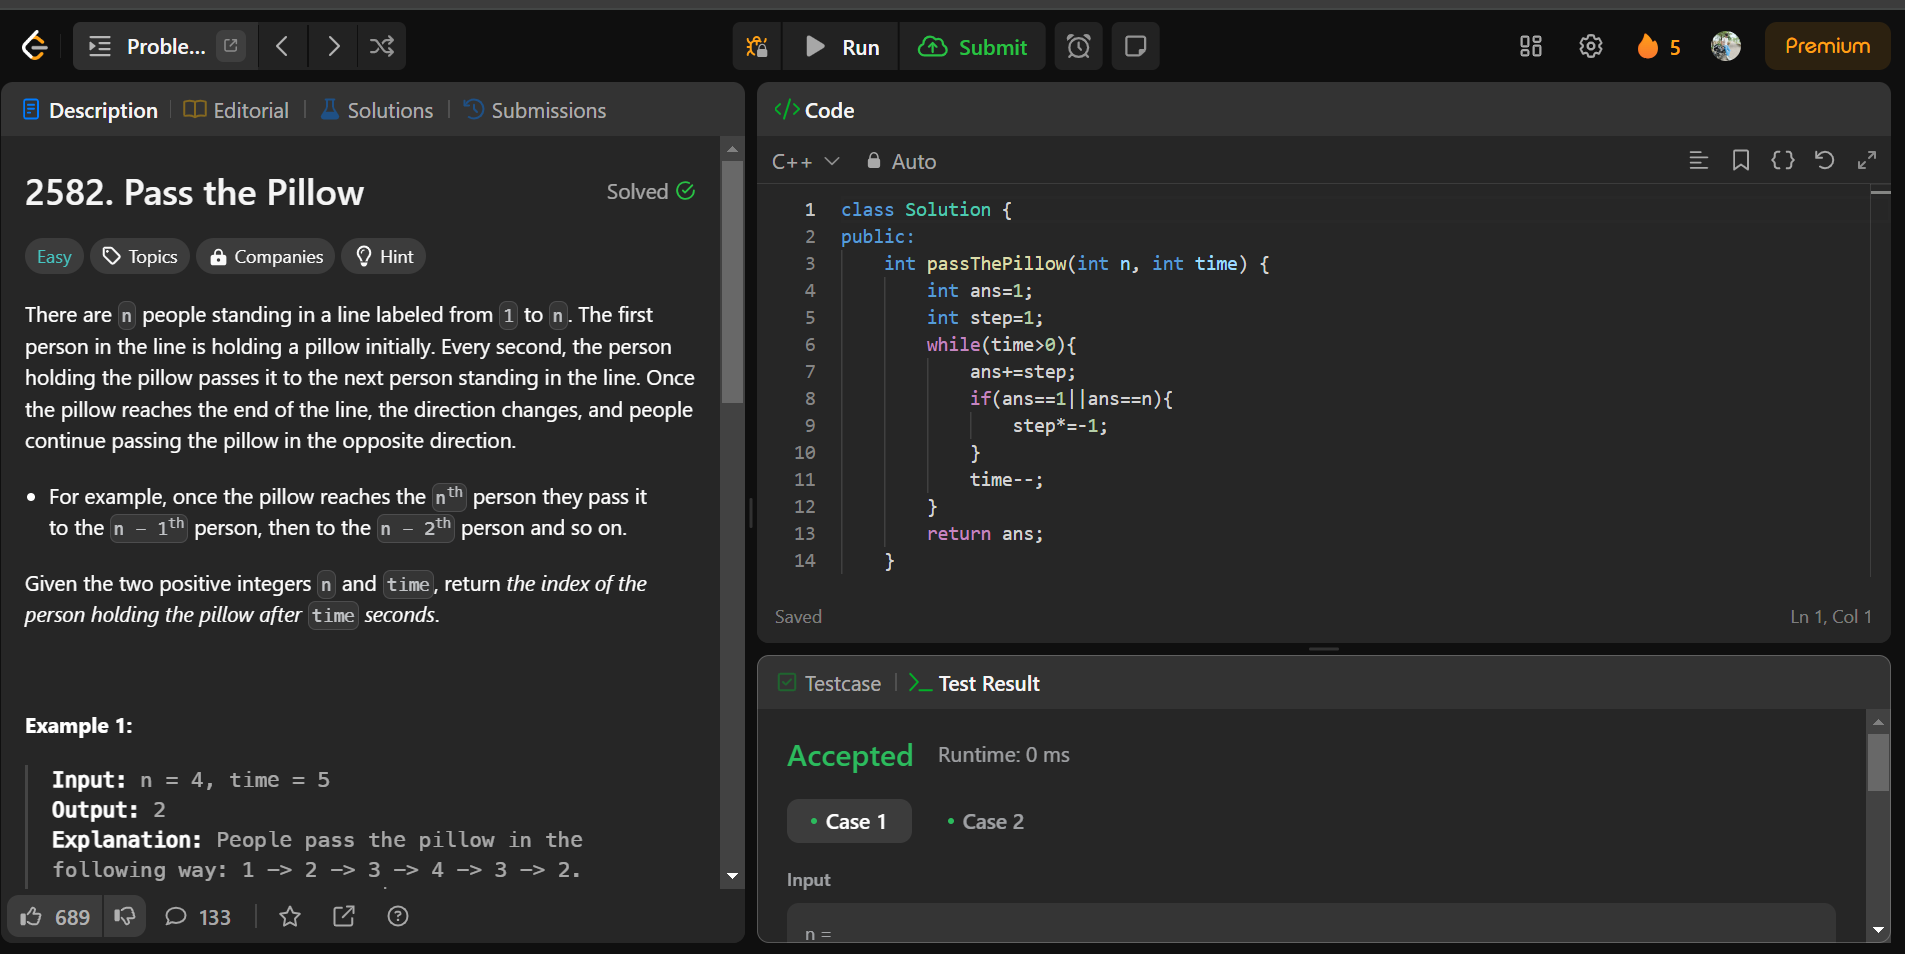 Proble...
Run
Submit
5
Premium
Description
Editorial
Solutions
Submissions
2582. Pass the Pillow
Solved
Easy
Topics
Companies
Hint
There are n people standing in a line labeled from 1 to n. The first
person in the line is holding a pillow initially. Every second, the person
holding the pillow passes it to the next person standing in the line. Once
the pillow reaches the end of the line, the direction changes, and people
continue passing the pillow in the opposite direction.
• For example, once the pillow reaches the nth person they pass it
to the n - 1th person, then to the n - 2th person and so on.
Given the two positive integers n and time, return the index of the
person holding the pillow after time seconds.
Example 1:
Input: n = 4, time = 5
Output: 2
Explanation: People pass the pillow in the
following way: 1 -> 2 -> 3 -> 4 -> 3 -> 2.
689
133
</> Code
C++
Auto
1 class Solution {
2 public:
3 int passThePillow(int n, int time) {
4 int ans=1;
5 int step=1;
6 while(time>0){
7 ans+=step;
8 if(ans==1||ans==n){
9 step*=-1;
10 }
11 time--;
12 }
13 return ans;
14 }
Saved
Ln 1, Col 1
Testcase
>_ Test Result
Accepted
Runtime: 0 ms
• Case 1
• Case 2
Input
n =